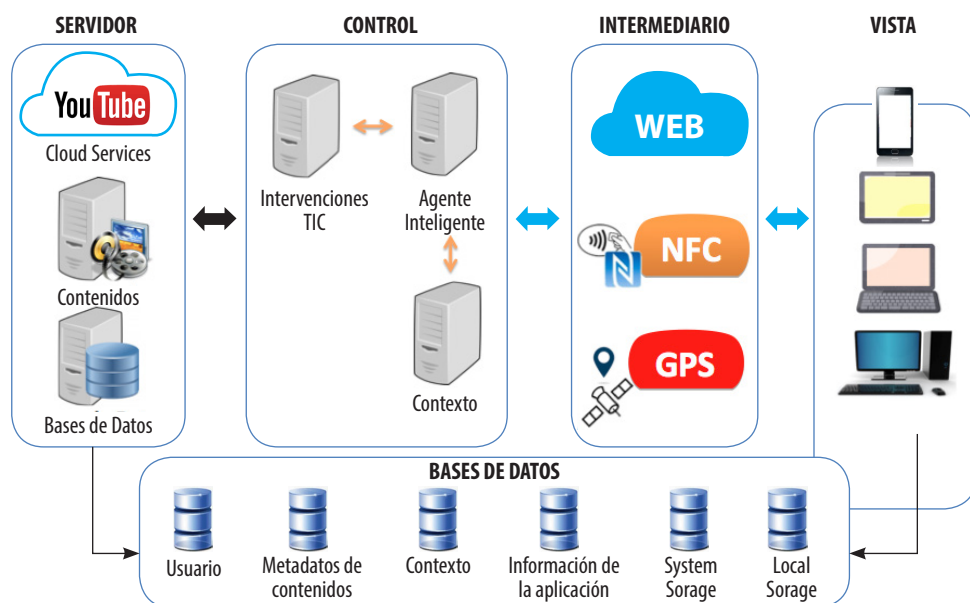 SERVIDOR
CONTROL
INTERMEDIARIO
VISTA
YouTube
Cloud Services
Contenidos
Bases de Datos
Intervenciones
TIC
Agente
Inteligente
Contexto
WEB
NFC
GPS
BASES DE DATOS
Usuario
Metadatos de
contenidos
Contexto
Información de
la aplicación
System
Sorage
Local
Sorage